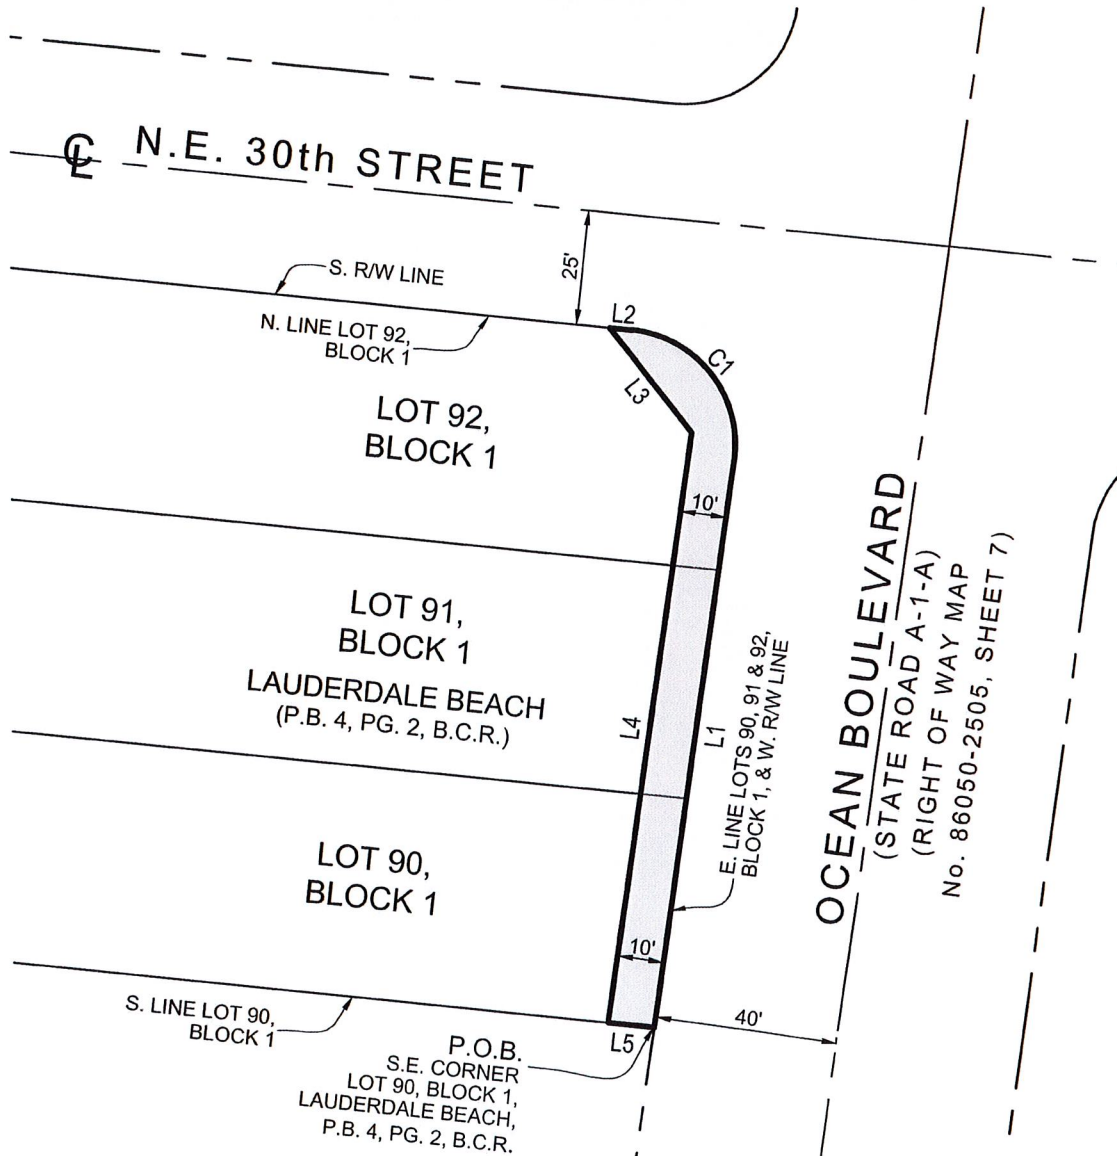 ℄ N.E. 30th STREET
25'
S. R/W LINE
N. LINE LOT 92,
BLOCK 1
L2
C1
L3
LOT 92,
BLOCK 1
10'
LOT 91,
BLOCK 1
LAUDERDALE BEACH
(P.B. 4, PG. 2, B.C.R.)
L4
L1
E. LINE LOTS 90, 91 & 92,
BLOCK 1, & W. R/W LINE
OCEAN BOULEVARD
(STATE ROAD A-1-A)
(RIGHT OF WAY MAP
No. 86050-2505, SHEET 7)
LOT 90,
BLOCK 1
10'
S. LINE LOT 90,
BLOCK 1
L5
40'
P.O.B.
S.E. CORNER
LOT 90, BLOCK 1,
LAUDERDALE BEACH,
P.B. 4, PG. 2, B.C.R.